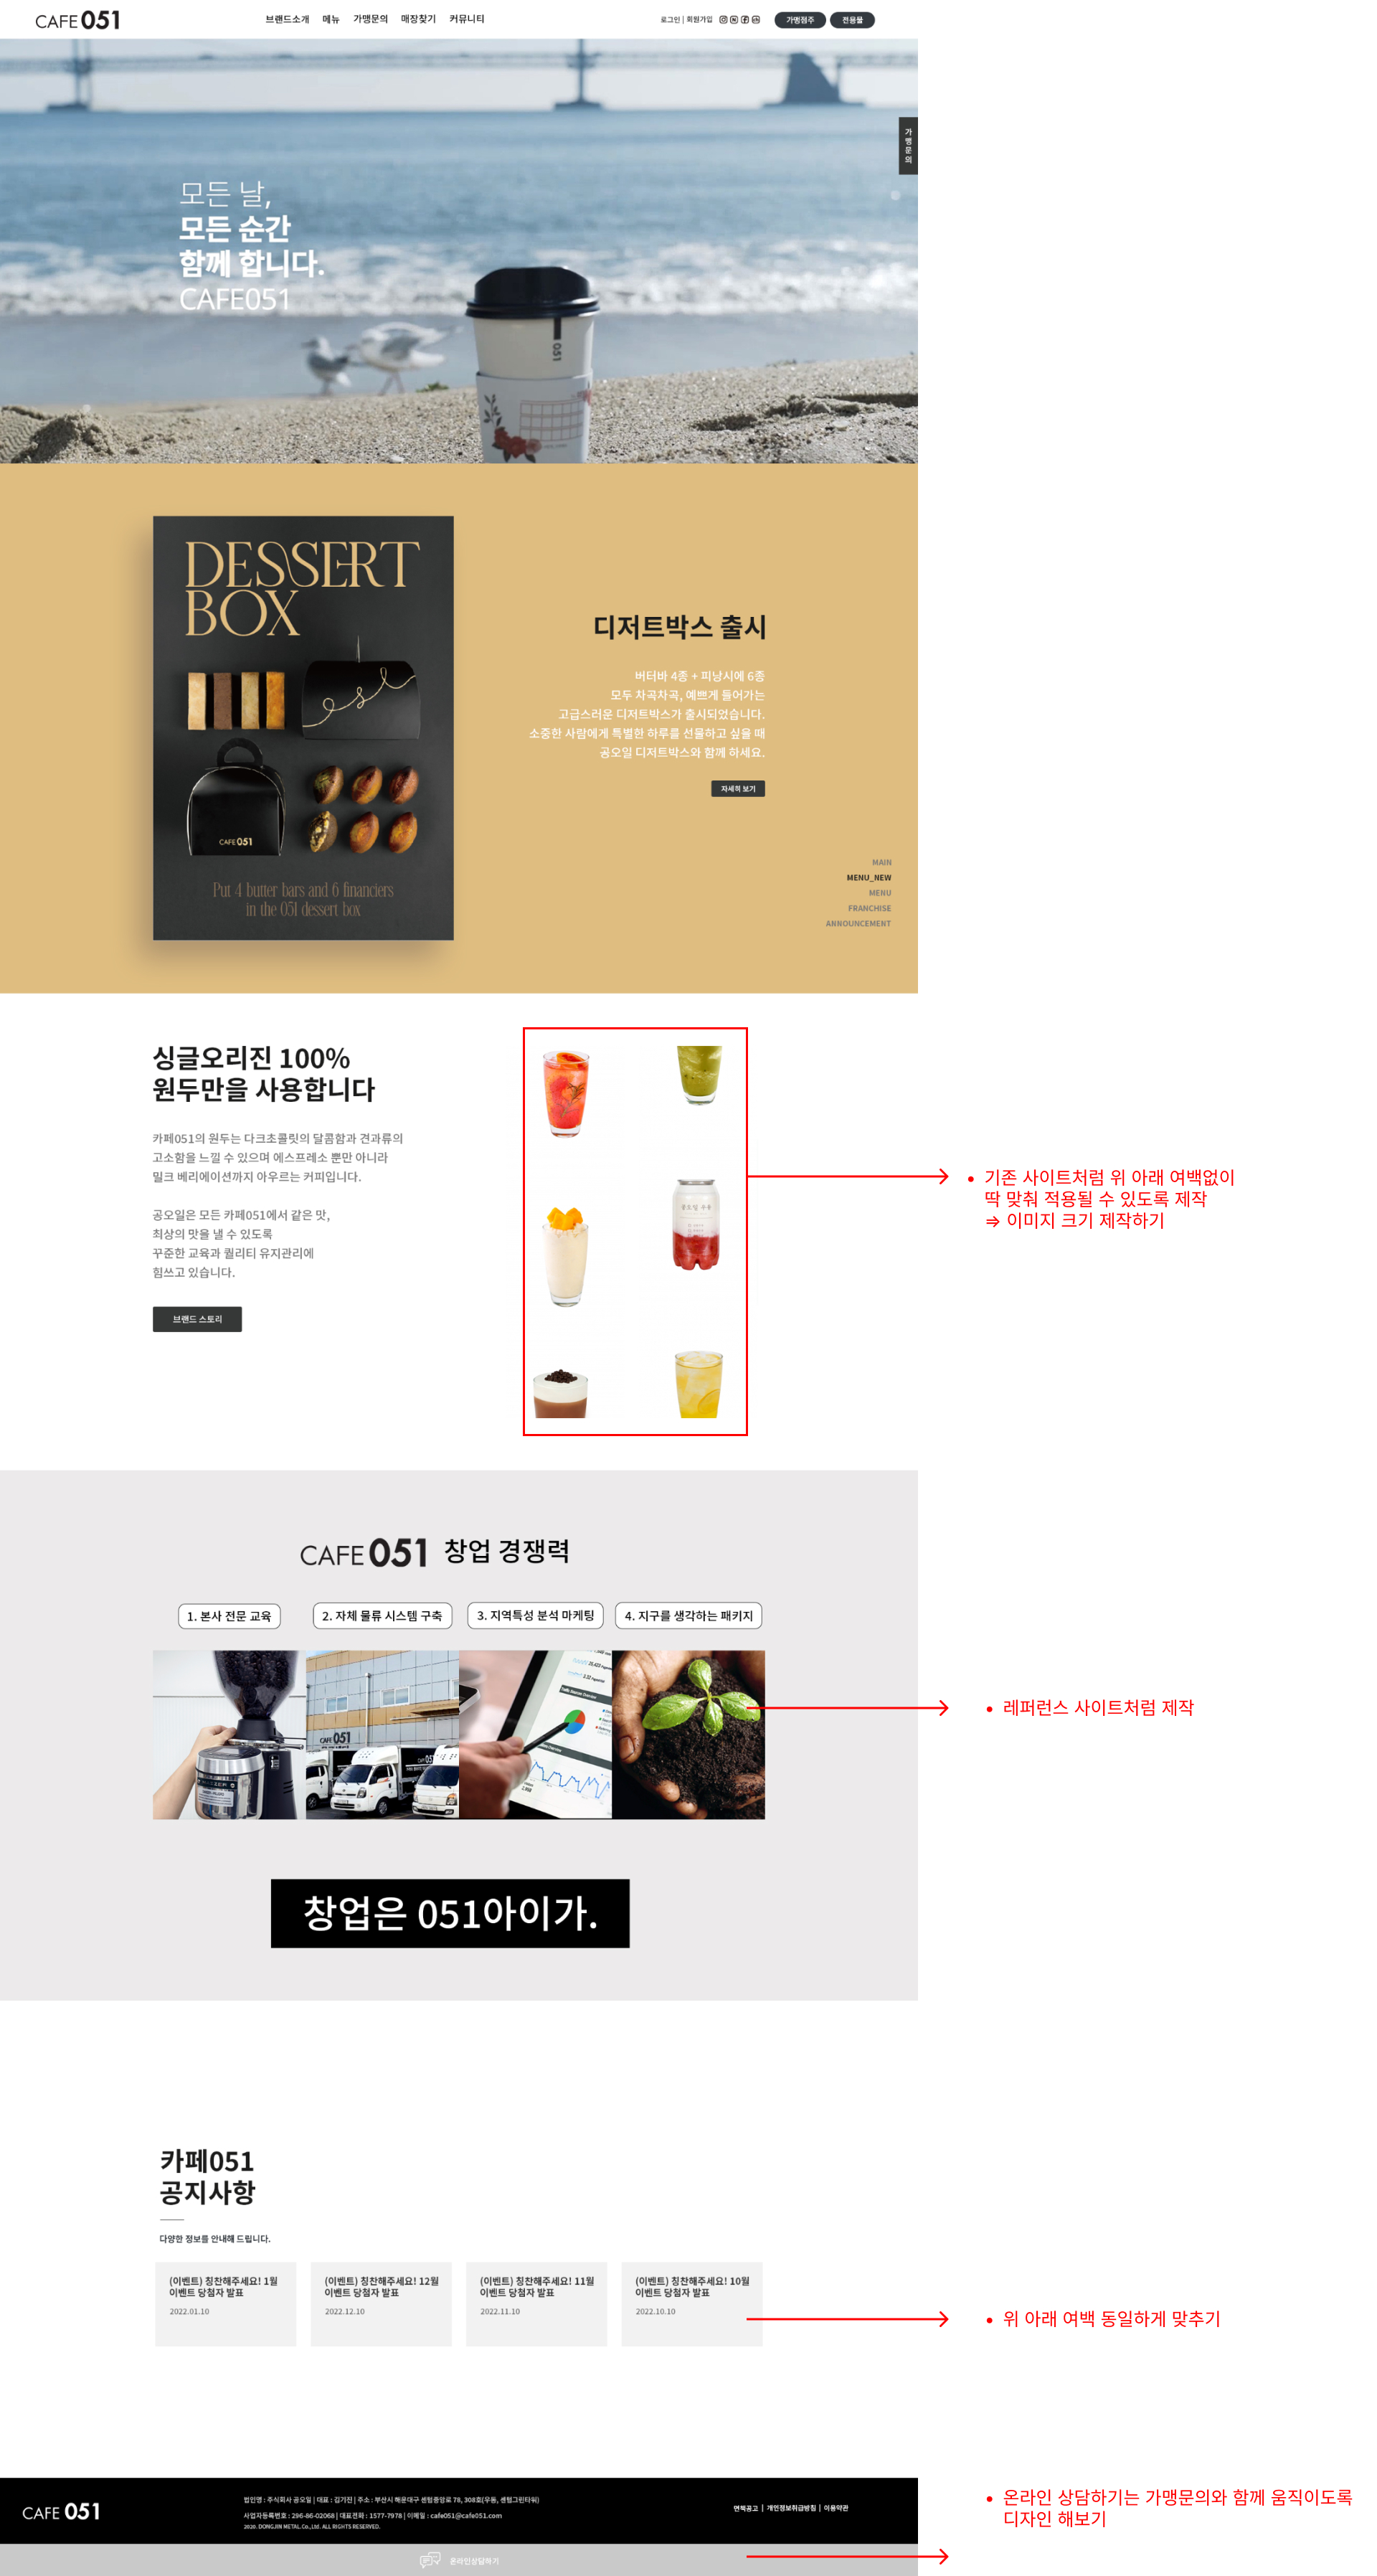 CAFE 051
브랜드소개 메뉴 가맹문의 매장찾기 커뮤니티
로그인 | 회원가입
가맹점주 전용몰
가맹문의
모든 날,
모든 순간
함께 합니다.
CAFE051
051
DESSERT
BOX
CAFE 051
Put 4 butter bars and 6 financiers
in the 051 dessert box
디저트박스 출시
버터바 4종 + 피낭시에 6종
모두 차곡차곡, 예쁘게 들어가는
고급스러운 디저트박스가 출시되었습니다.
소중한 사람에게 특별한 하루를 선물하고 싶을 때
공오일 디저트박스와 함께 하세요.
자세히 보기
MAIN
MENU_NEW
MENU
FRANCHISE
ANNOUNCEMENT
싱글오리진 100%
원두만을 사용합니다
카페051의 원두는 다크초콜릿의 달콤함과 견과류의
고소함을 느낄 수 있으며 에스프레소 뿐만 아니라
밀크 베리에이션까지 아우르는 커피입니다.
공오일은 모든 카페051에서 같은 맛,
최상의 맛을 낼 수 있도록
꾸준한 교육과 퀄리티 유지관리에
힘쓰고 있습니다.
브랜드 스토리
공오일 우유
• 기존 사이트처럼 위 아래 여백없이
딱 맞춰 적용될 수 있도록 제작
⇒ 이미지 크기 제작하기
CAFE 051 창업 경쟁력
1. 본사 전문 교육
2. 자체 물류 시스템 구축
3. 지역특성 분석 마케팅
4. 지구를 생각하는 패키지
CAFE 051
• 레퍼런스 사이트처럼 제작
창업은 051아이가.
카페051
공지사항
다양한 정보를 안내해 드립니다.
(이벤트) 칭찬해주세요! 1월
이벤트 당첨자 발표
2022.01.10
(이벤트) 칭찬해주세요! 12월
이벤트 당첨자 발표
2022.12.10
(이벤트) 칭찬해주세요! 11월
이벤트 당첨자 발표
2022.11.10
(이벤트) 칭찬해주세요! 10월
이벤트 당첨자 발표
2022.10.10
• 위 아래 여백 동일하게 맞추기
CAFE 051
법인명 : 주식회사 공오일 | 대표 : 김기진 | 주소 : 부산시 해운대구 센텀중앙로 78, 308호(우동, 센텀그린타워)
사업자등록번호 : 296-86-02068 | 대표전화 : 1577-7978 | 이메일 : cafe051@cafe051.com
2020. DONGJIN METAL.Co.,Ltd. ALL RIGHTS RESERVED.
면책공고 | 개인정보취급방침 | 이용약관
• 온라인 상담하기는 가맹문의와 함께 움직이도록
디자인 해보기
온라인상담하기